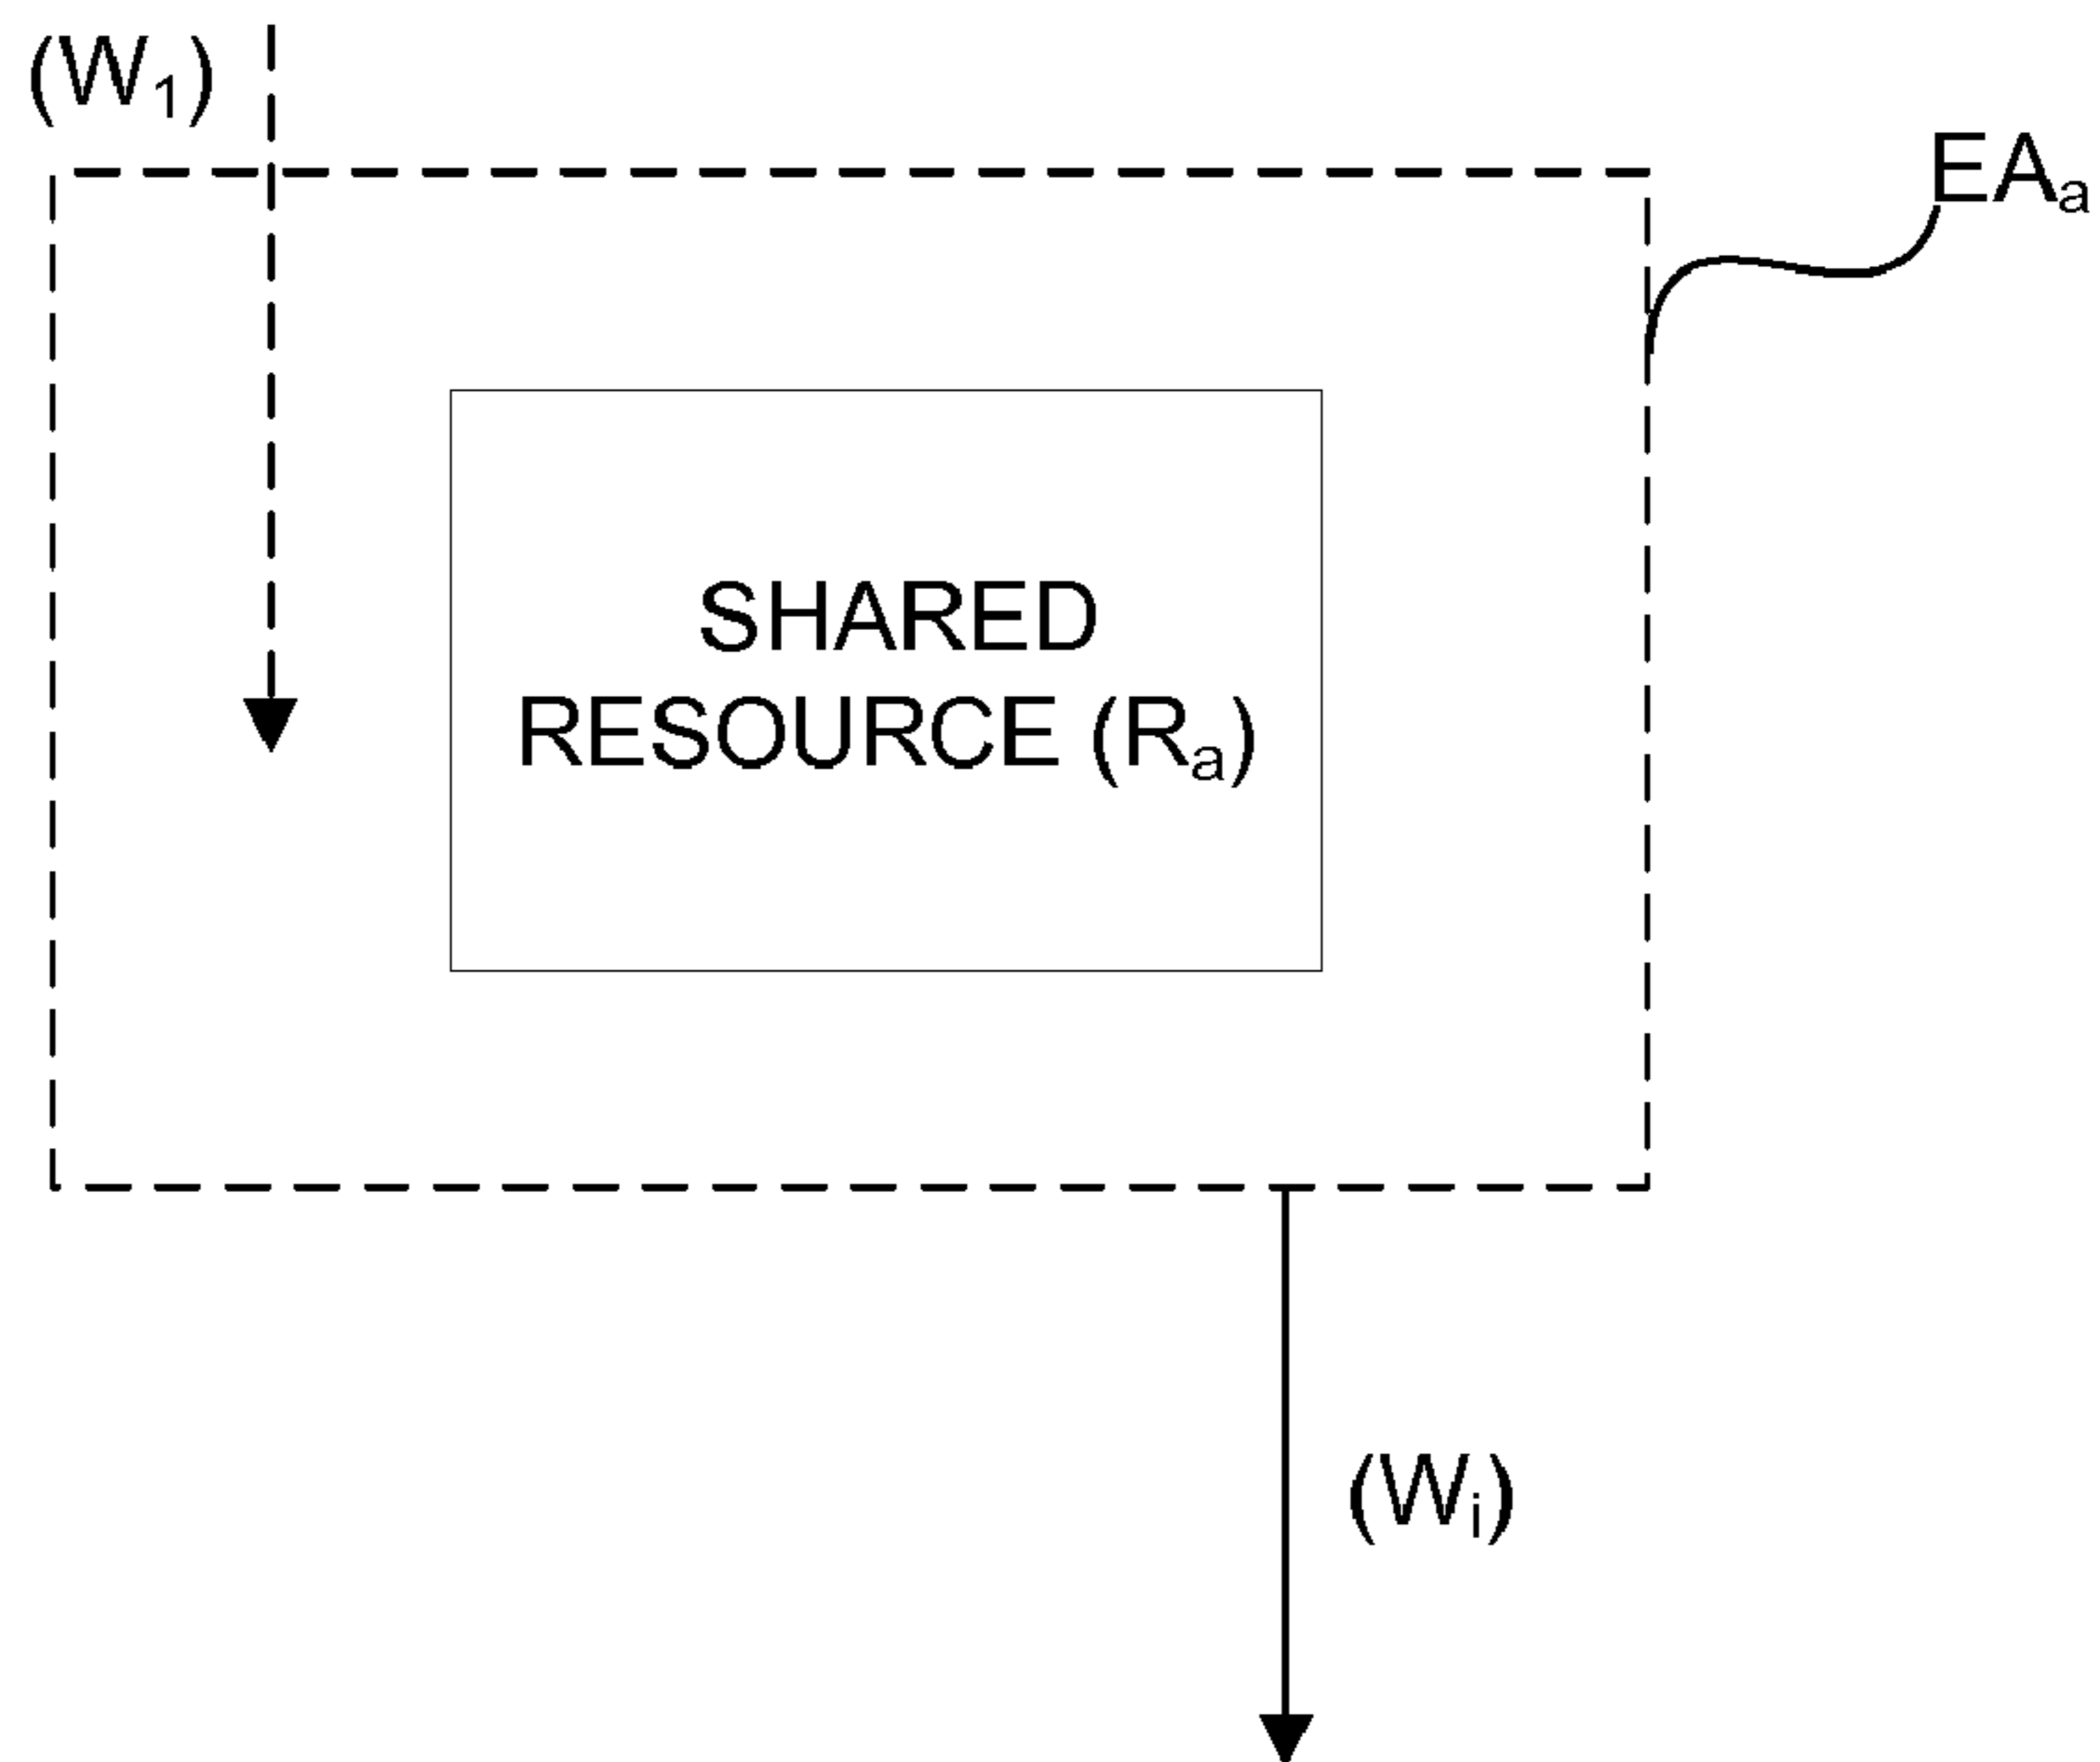 (W₁)
EAₐ
SHARED
RESOURCE (Rₐ)
(Wᵢ)